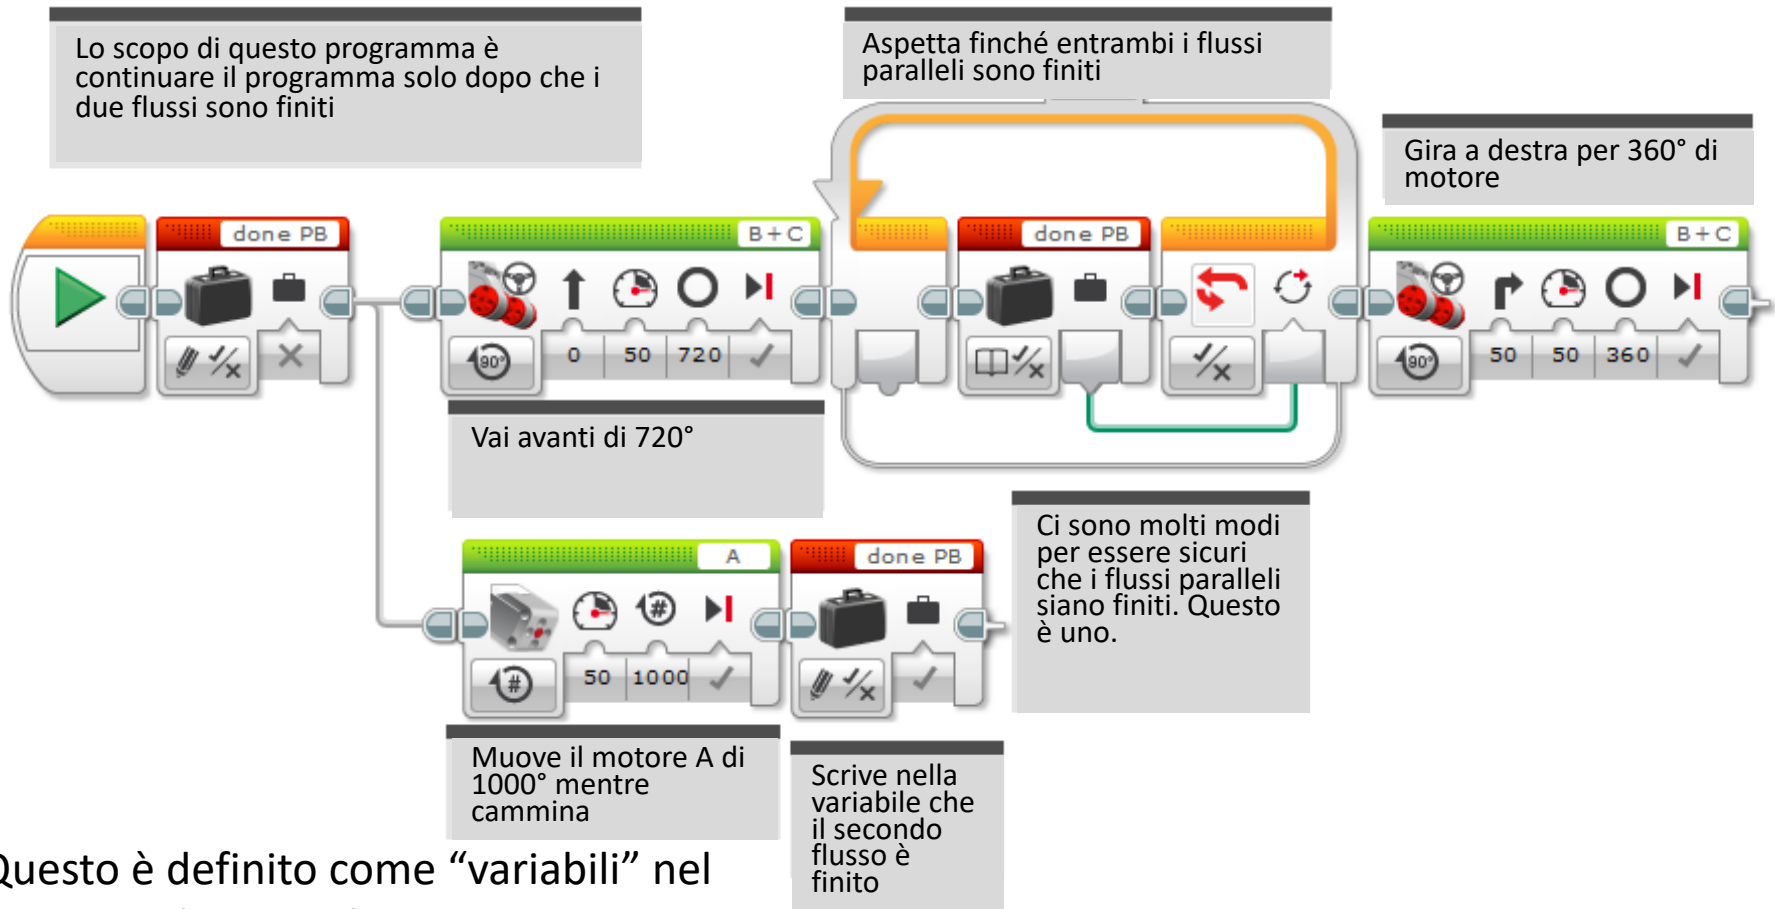 Lo scopo di questo programma è
continuare il programma solo dopo che i
due flussi sono finiti
Aspetta finché entrambi i flussi
paralleli sono finiti
Gira a destra per 360° di
motore
done PB
B+C
done PB
B+C
90°
0
50
720
90°
50
50
360
Vai avanti di 720°
A
done PB
#
#
50
1000
Ci sono molti modi
per essere sicuri
che i flussi paralleli
siano finiti. Questo
è uno.
Muove il motore A di
1000° mentre
cammina
Scrive nella
variabile che
il secondo
flusso è
finito
Questo è definito come “variabili” nel